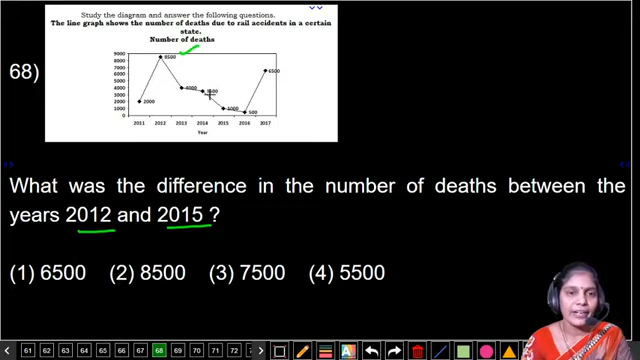 Study the diagram and answer the following questions.
The line graph shows the number of deaths due to rail accidents in a certain
state.
Number of deaths
68)
9000
8000
7000
6000
5000
4000
3000
2000
1000
0
2000
8500
4000
3500
1000
500
6500
2011 2012 2013 2014 2015 2016 2017
Year
What was the difference in the number of deaths between the
years 2012 and 2015 ?
(1) 6500 (2) 8500 (3) 7500 (4) 5500
61 62 63 64 65 66 67 68 69 70 71 72 7